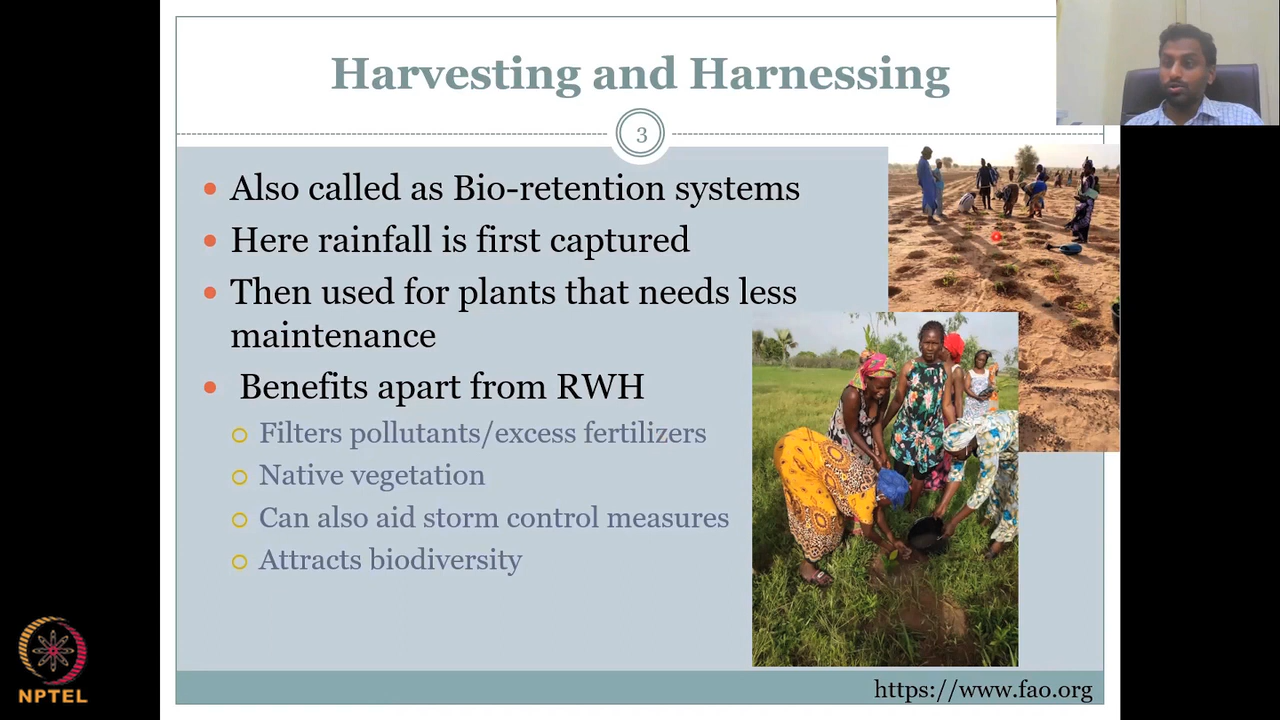 Harvesting and Harnessing
3
Also called as Bio-retention systems
Here rainfall is first captured
Then used for plants that needs less
maintenance
Benefits apart from RWH
Filters pollutants/excess fertilizers
Native vegetation
Can also aid storm control measures
Attracts biodiversity
https://www.fao.org
NPTEL